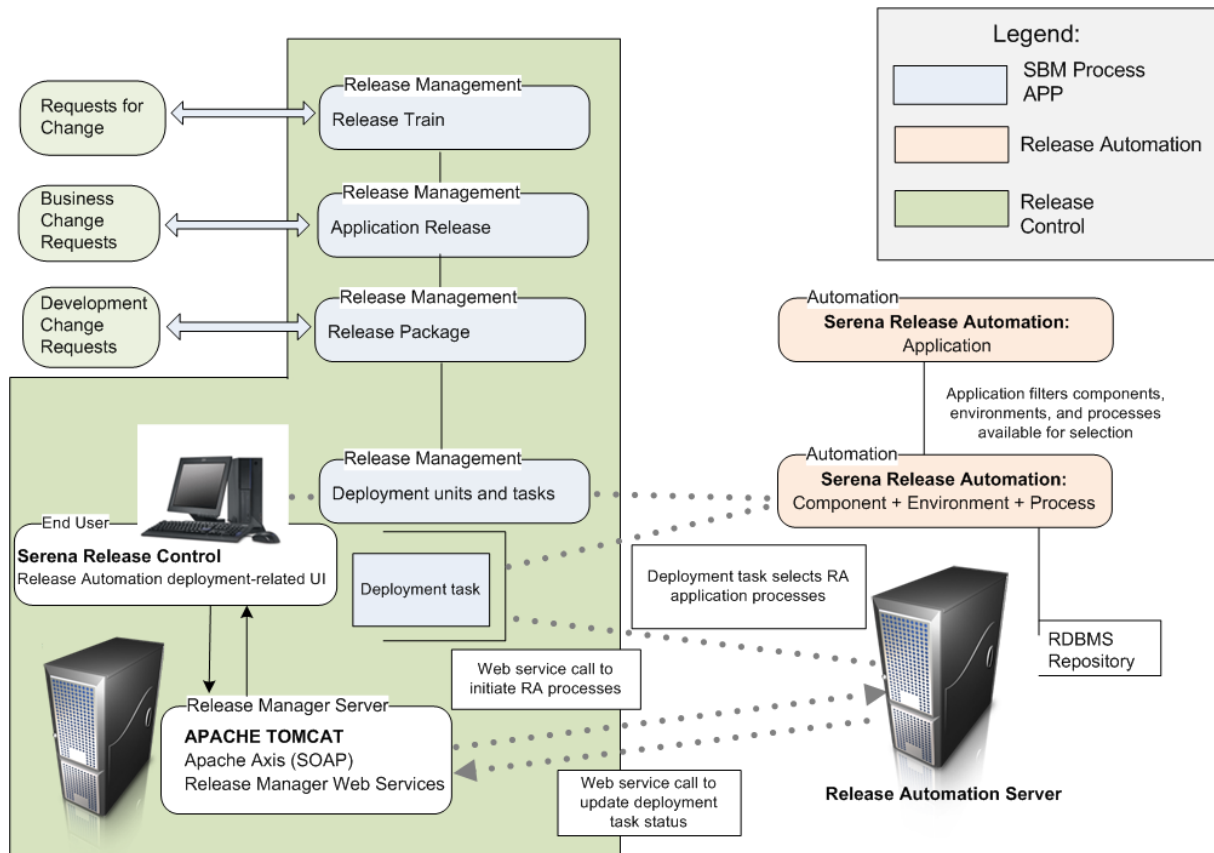 Legend:
SBM Process
APP
Release Automation
Release
Control
Requests for
Change
Release Management
Release Train
Business
Change
Requests
Release Management
Application Release
Development
Change
Requests
Release Management
Release Package
Automation
Serena Release Automation:
Application
Application filters components,
environments, and processes
available for selection
Release Management
Deployment units and tasks
Automation
Serena Release Automation:
Component + Environment + Process
End User
Serena Release Control
Release Automation deployment-related UI
Deployment task
Deployment task selects RA
application processes
RDBMS
Repository
Web service call to
initiate RA processes
Release Manager Server
APACHE TOMCAT
Apache Axis (SOAP)
Release Manager Web Services
Web service call to
update deployment
task status
Release Automation Server